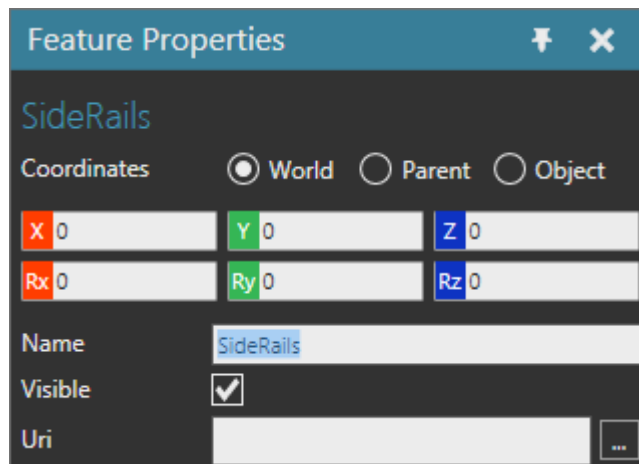 Feature Properties
SideRails
Coordinates World Parent Object
X 0 Y 0 Z 0
Rx 0 Ry 0 Rz 0
Name SideRails
Visible
Uri ...